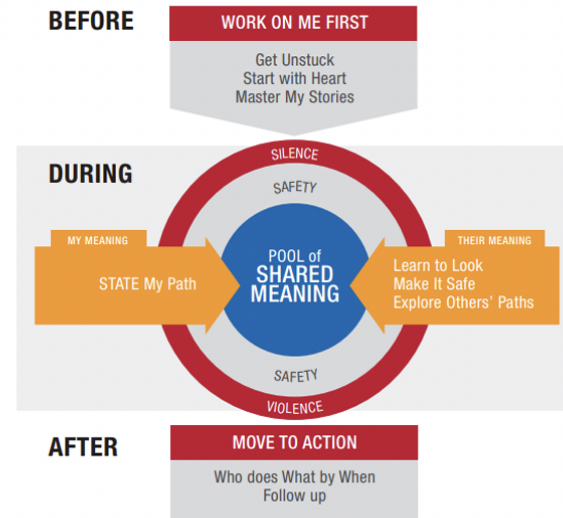 BEFORE
WORK ON ME FIRST
Get Unstuck
Start with Heart
Master My Stories
DURING
SILENCE
SAFETY
MY MEANING
STATE My Path
POOL of
SHARED
MEANING
THEIR MEANING
Learn to Look
Make It Safe
Explore Others' Paths
SAFETY
VIOLENCE
AFTER
MOVE TO ACTION
Who does What by When
Follow up